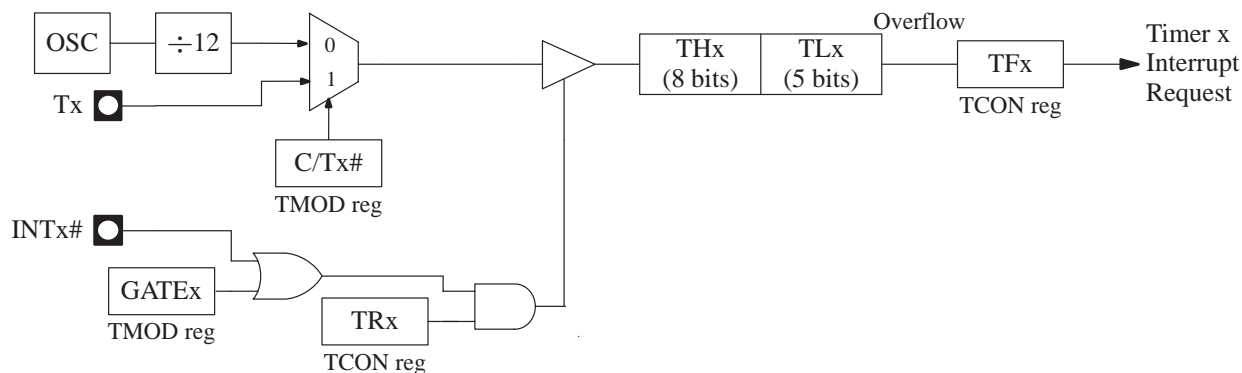 OSC
÷12
0
1
Tx
C/Tx#
TMOD reg
THx
(8 bits)
TLx
(5 bits)
Overflow
TFx
TCON reg
Timer x
Interrupt
Request
INTx#
GATEx
TMOD reg
TRx
TCON reg